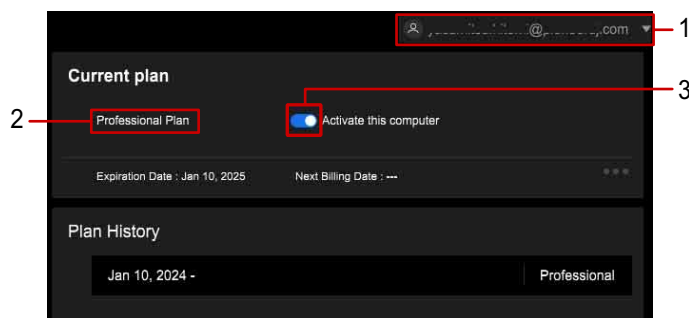 @ .com 1
Current plan
3
2 Professional Plan Activate this computer
Expiration Date : Jan 10, 2025 Next Billing Date : ---
Plan History
Jan 10, 2024 - Professional